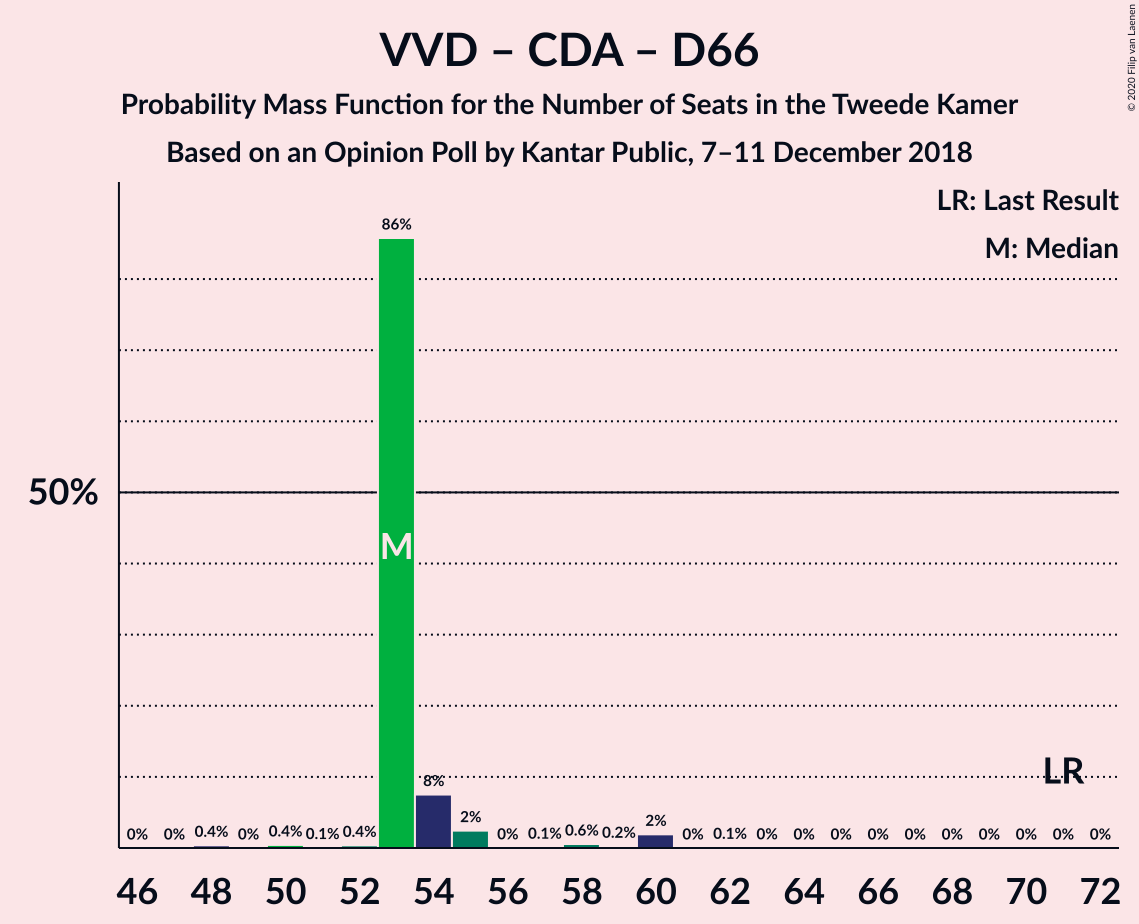 VVD – CDA – D66
Probability Mass Function for the Number of Seats in the Tweede Kamer
Based on an Opinion Poll by Kantar Public, 7–11 December 2018
© 2020 Filip van Laenen
LR: Last Result
M: Median
86%
50%
M
LR
8%
0% 0% 0.4% 0% 0.4% 0.1% 0.4% 2% 0% 0.1% 0.6% 0.2% 2% 0% 0.1% 0% 0% 0% 0% 0% 0% 0% 0% 0% 0%
46 48 50 52 54 56 58 60 62 64 66 68 70 72